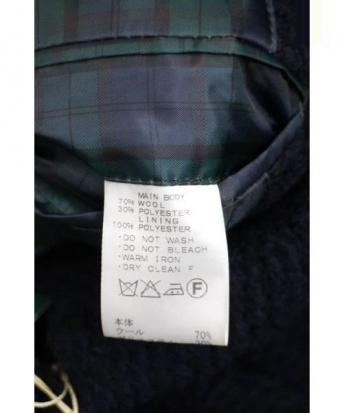 MAIN BODY
70% WOOL
30% POLYESTER
LINING
100% POLYESTER
・DO NOT WASH
・DO NOT BLEACH
・WARM IRON
・DRY CLEAN F
F
本体
ウール 70%